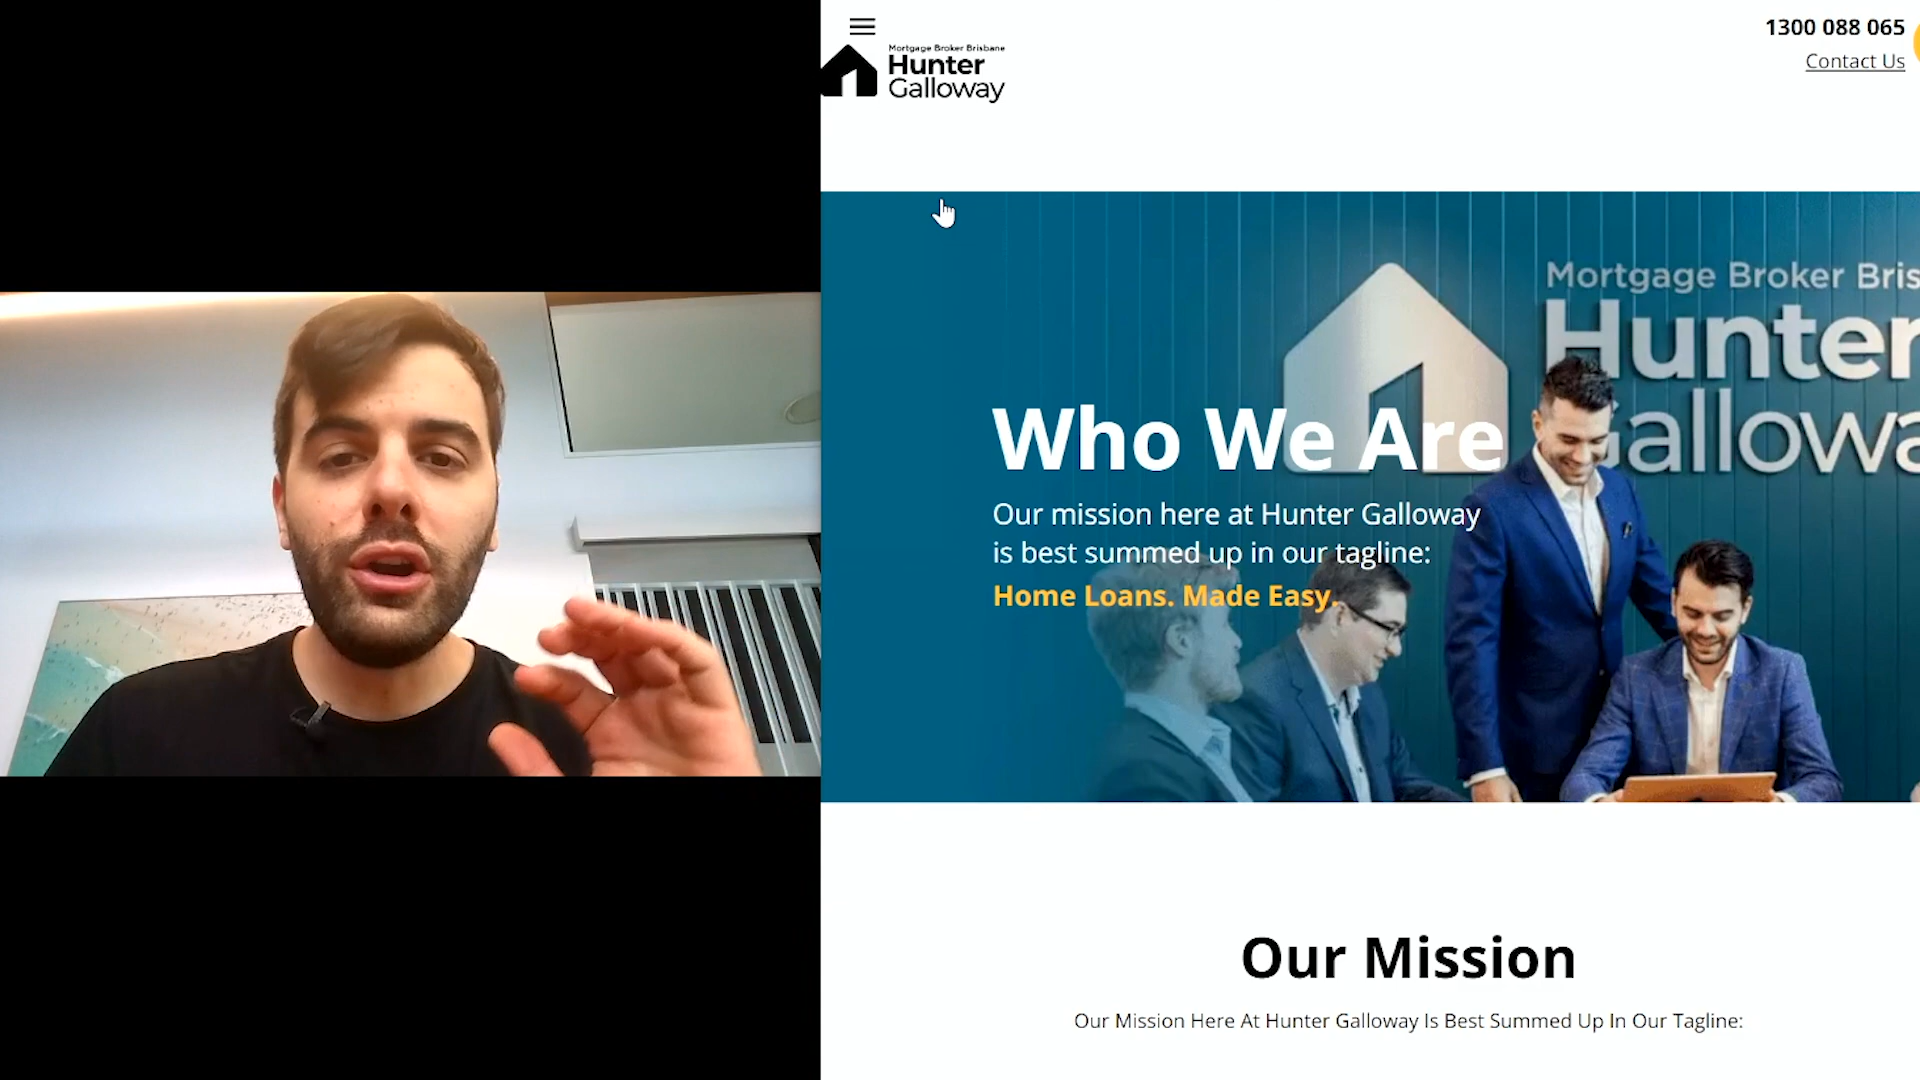 1300 088 065
Contact Us
Mortgage Broker Brisbane
Hunter
Galloway
Mortgage Broker Bris
Hunter
Gallowa
Who We Are
Our mission here at Hunter Galloway
is best summed up in our tagline:
Home Loans. Made Easy.
Our Mission
Our Mission Here At Hunter Galloway Is Best Summed Up In Our Tagline: